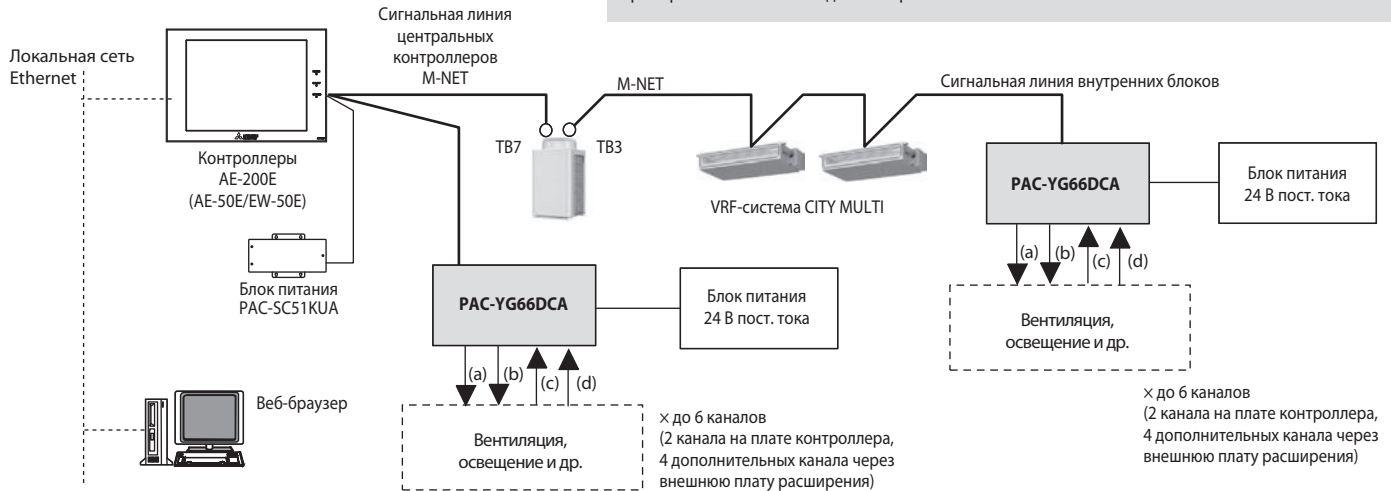 Сигнальная линия
центральных
контроллеров
M-NET
Локальная сеть
Ethernet
M-NET
Сигнальная линия внутренних блоков
TB7
TB3
Контроллеры
AE-200E
(AE-50E/EW-50E)
VRF-система CITY MULTI
PAC-YG66DCA
Блок питания
24 В пост. тока
(a)
(b)
(c)
(d)
Вентиляция,
освещение и др.
× до 6 каналов
(2 канала на плате контроллера,
4 дополнительных канала через
внешнюю плату расширения)
Блок питания
PAC-SC51KUA
PAC-YG66DCA
Блок питания
24 В пост. тока
(a)
(b)
(c)
(d)
Вентиляция,
освещение и др.
× до 6 каналов
(2 канала на плате контроллера,
4 дополнительных канала через
внешнюю плату расширения)
Веб-браузер